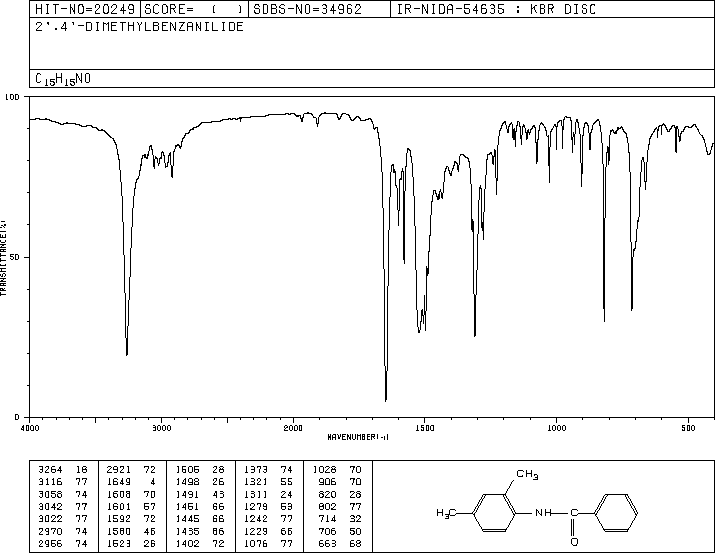 HIT-NO=20249 SCORE= ( ) SDBS-NO=34962 IR-NIDA-54635 : KBR DISC
2'.4'-DIMETHYLBENZANILIDE
C15H15NO
100
50
0
TRANSMITTANCE(%)
4000 3000 2000 1500 1000 500
WAVENUMBER(-1)
3264 18 2921 72 1506 28 1373 74 1028 70
3116 77 1649 4 1498 26 1321 55 906 70
3058 74 1608 70 1491 43 1311 24 820 28
3042 77 1601 57 1451 66 1279 53 802 77
3022 77 1592 72 1445 66 1242 77 714 32
2970 74 1580 46 1435 66 1229 66 706 50
2956 74 1523 26 1402 72 1076 77 663 68
CH3
H3C
NH
C
O